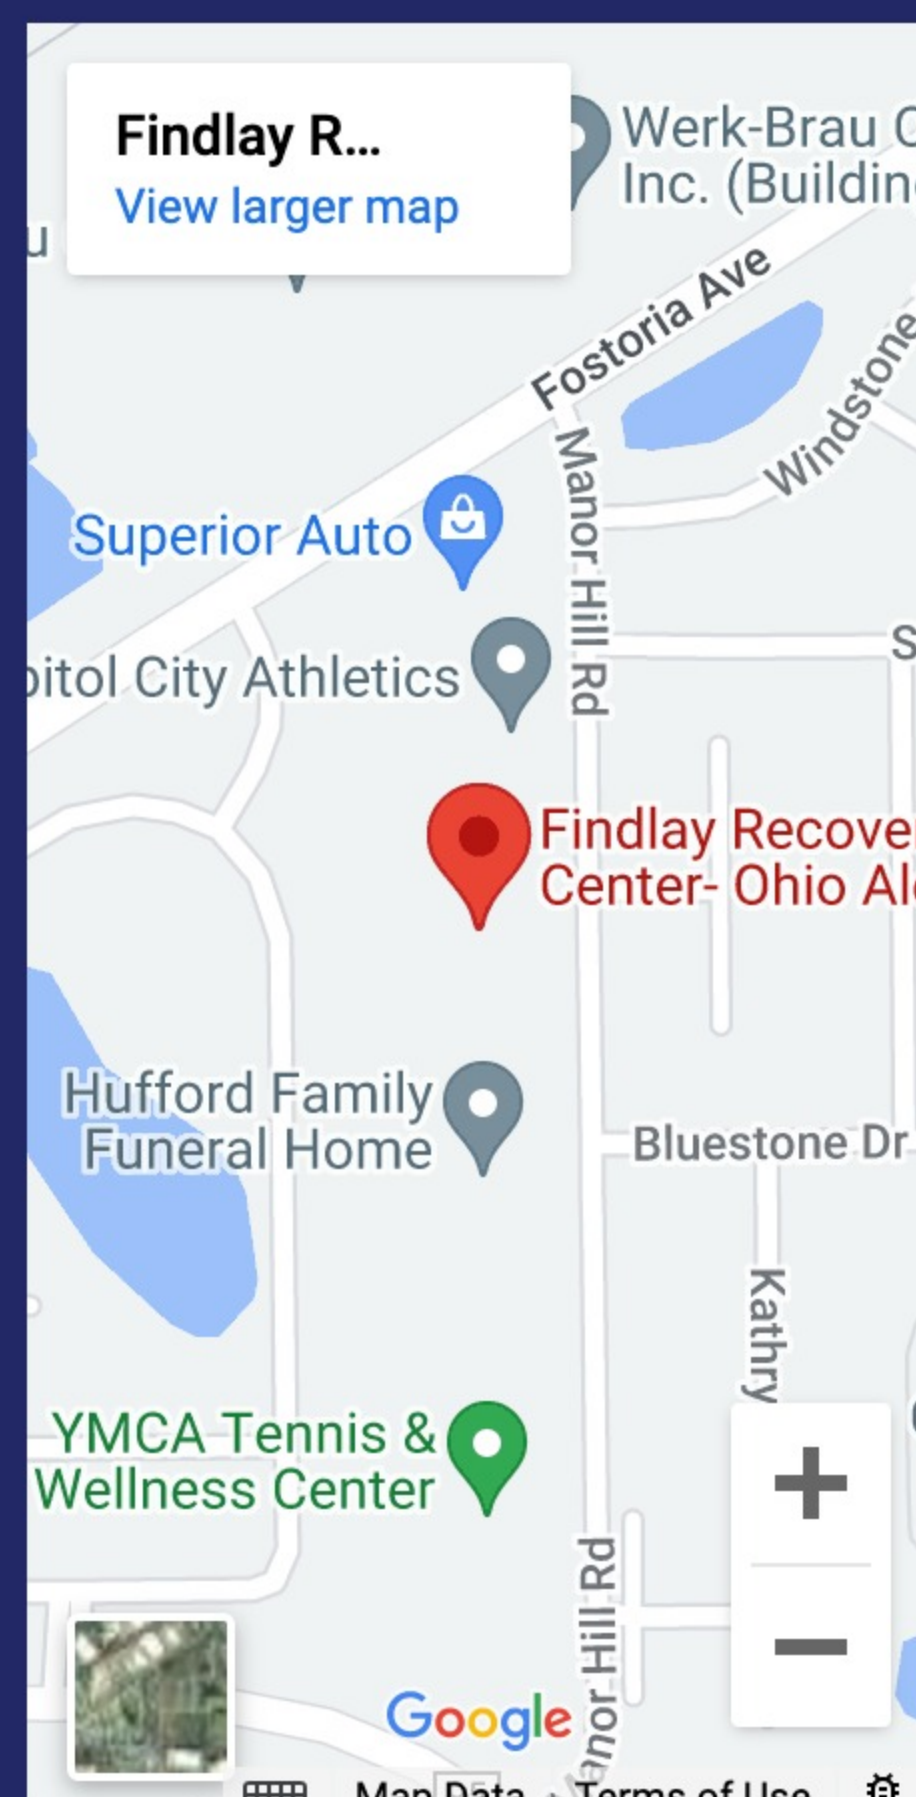 Findlay R...
View larger map
Werk-Brau C
Inc. (Buildin
u
Fostoria Ave
Windstone
Manor Hill Rd
Superior Auto
pitol City Athletics
S
Findlay Recove
Center- Ohio Al
Hufford Family
Funeral Home
Bluestone Dr
Kathry
YMCA Tennis &
Wellness Center
Manor Hill Rd
Google
Map Data
Terms of Use